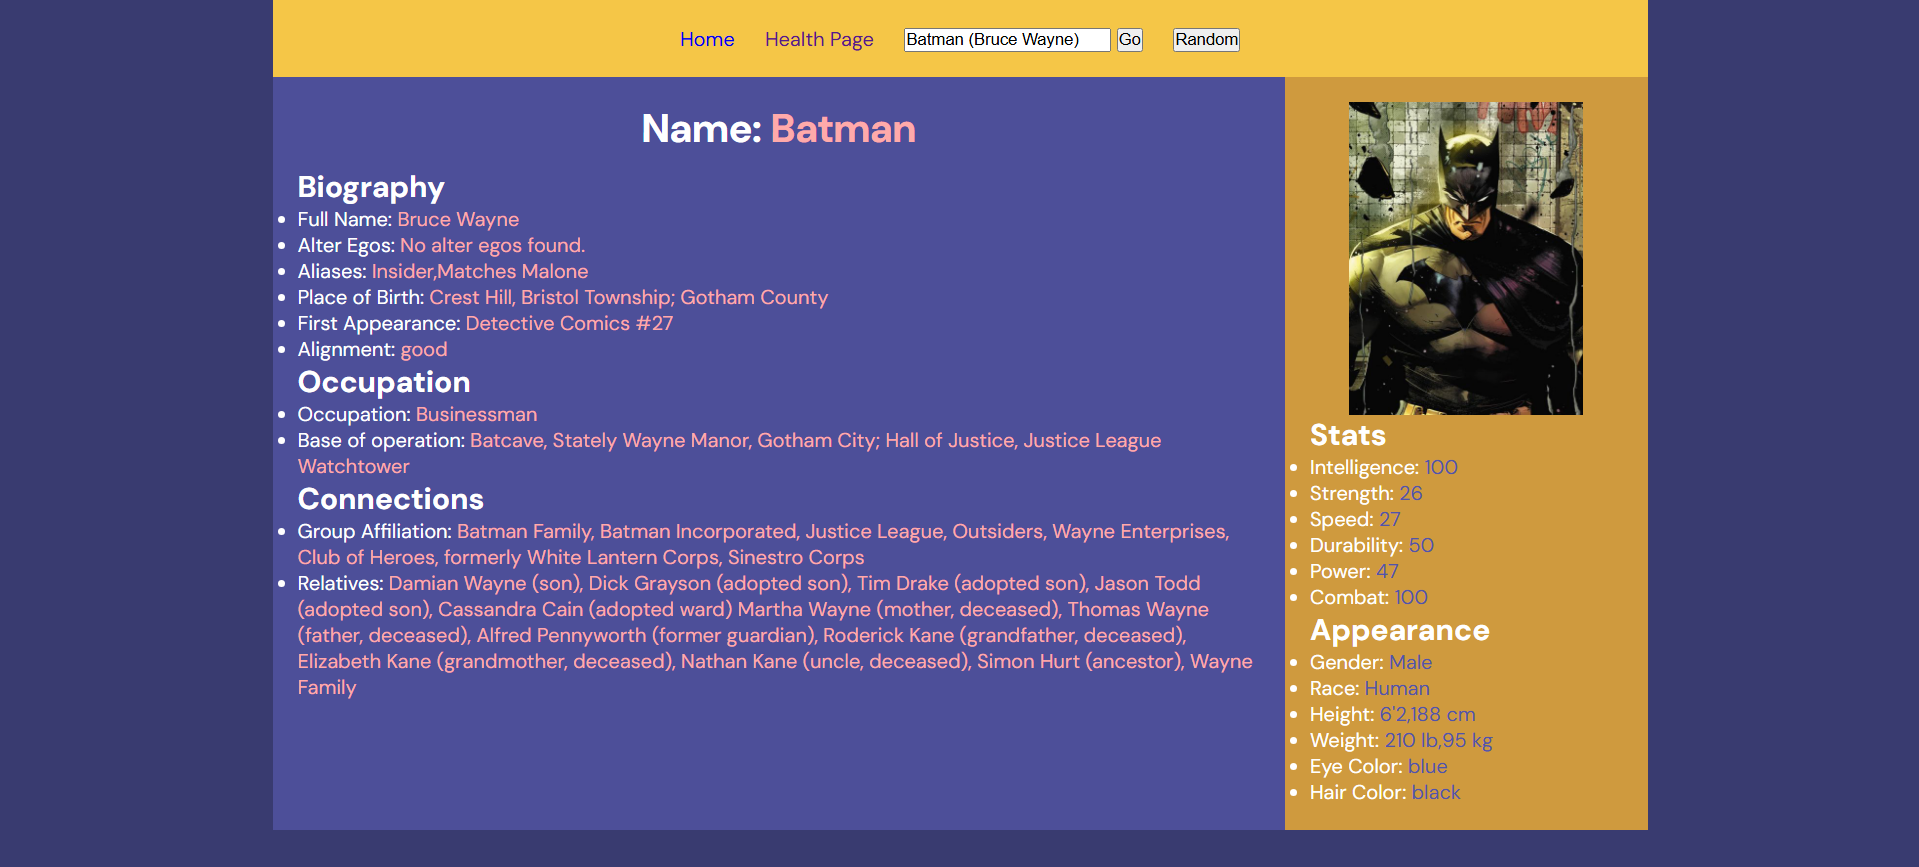 Home Health Page Batman (Bruce Wayne) Go Random
Name: Batman
Biography
Full Name: Bruce Wayne
Alter Egos: No alter egos found.
Aliases: Insider,Matches Malone
Place of Birth: Crest Hill, Bristol Township; Gotham County
First Appearance: Detective Comics #27
Alignment: good
Occupation
Occupation: Businessman
Base of operation: Batcave, Stately Wayne Manor, Gotham City; Hall of Justice, Justice League
Watchtower
Connections
Group Affiliation: Batman Family, Batman Incorporated, Justice League, Outsiders, Wayne Enterprises,
Club of Heroes, formerly White Lantern Corps, Sinestro Corps
Relatives: Damian Wayne (son), Dick Grayson (adopted son), Tim Drake (adopted son), Jason Todd
(adopted son), Cassandra Cain (adopted ward) Martha Wayne (mother, deceased), Thomas Wayne
(father, deceased), Alfred Pennyworth (former guardian), Roderick Kane (grandfather, deceased),
Elizabeth Kane (grandmother, deceased), Nathan Kane (uncle, deceased), Simon Hurt (ancestor), Wayne
Family
Stats
Intelligence: 100
Strength: 26
Speed: 27
Durability: 50
Power: 47
Combat: 100
Appearance
Gender: Male
Race: Human
Height: 6'2,188 cm
Weight: 210 lb,95 kg
Eye Color: blue
Hair Color: black